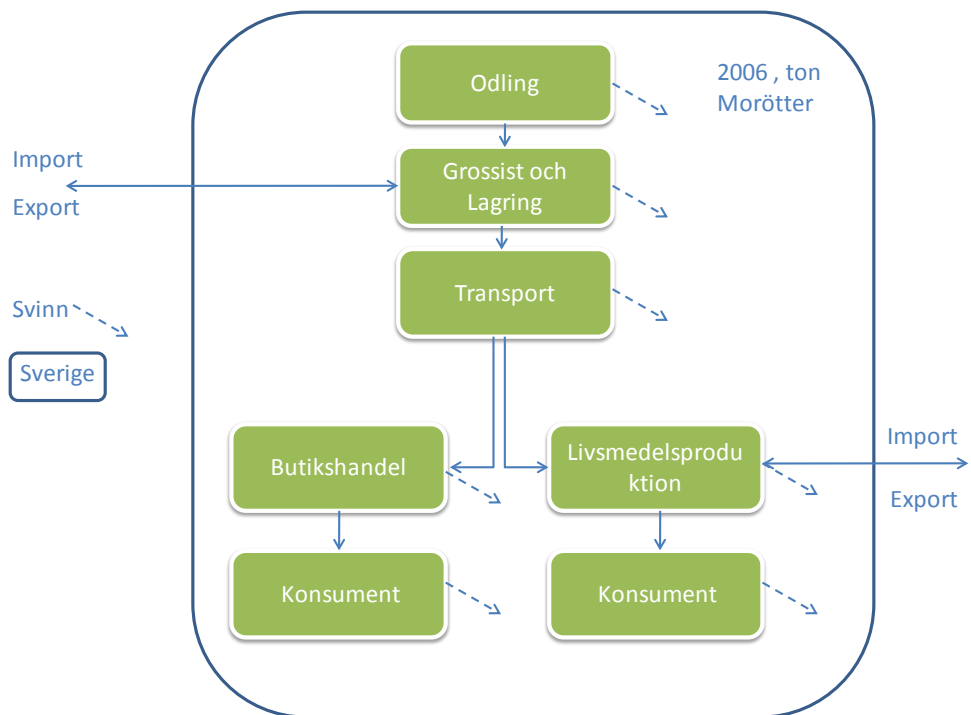 Odling
2006 , ton
Morötter
Import
Export
Grossist och
Lagring
Transport
Svinn
Sverige
Butikshandel
Livsmedelsprodu
ktion
Import
Export
Konsument
Konsument